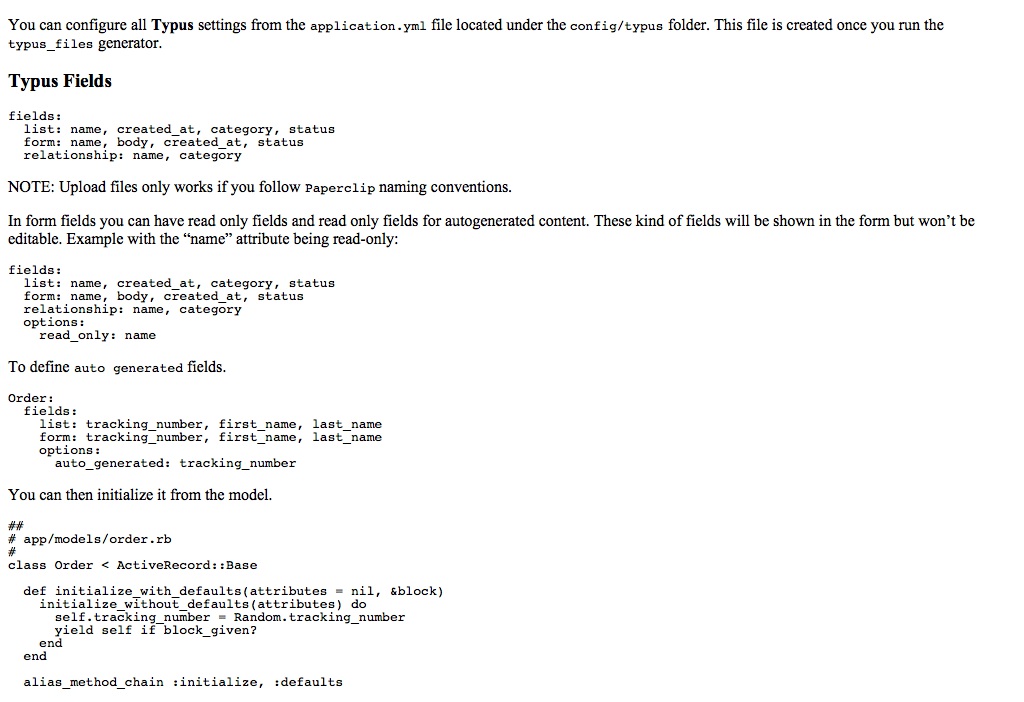 You can configure all Typus settings from the application.yml file located under the config/typus folder. This file is created once you run the
typus_files generator.
Typus Fields
fields:
  list: name, created_at, category, status
  form: name, body, created_at, status
  relationship: name, category
NOTE: Upload files only works if you follow Paperclip naming conventions.
In form fields you can have read only fields and read only fields for autogenerated content. These kind of fields will be shown in the form but won’t be
editable. Example with the “name” attribute being read-only:
fields:
  list: name, created_at, category, status
  form: name, body, created_at, status
  relationship: name, category
  options:
    read_only: name
To define auto generated fields.
Order:
  fields:
    list: tracking_number, first_name, last_name
    form: tracking_number, first_name, last_name
    options:
      auto_generated: tracking_number
You can then initialize it from the model.
##
# app/models/order.rb
#
class Order < ActiveRecord::Base
  def initialize_with_defaults(attributes = nil, &block)
    initialize_without_defaults(attributes) do
      self.tracking_number = Random.tracking_number
      yield self if block_given?
    end
  end
  alias_method_chain :initialize, :defaults